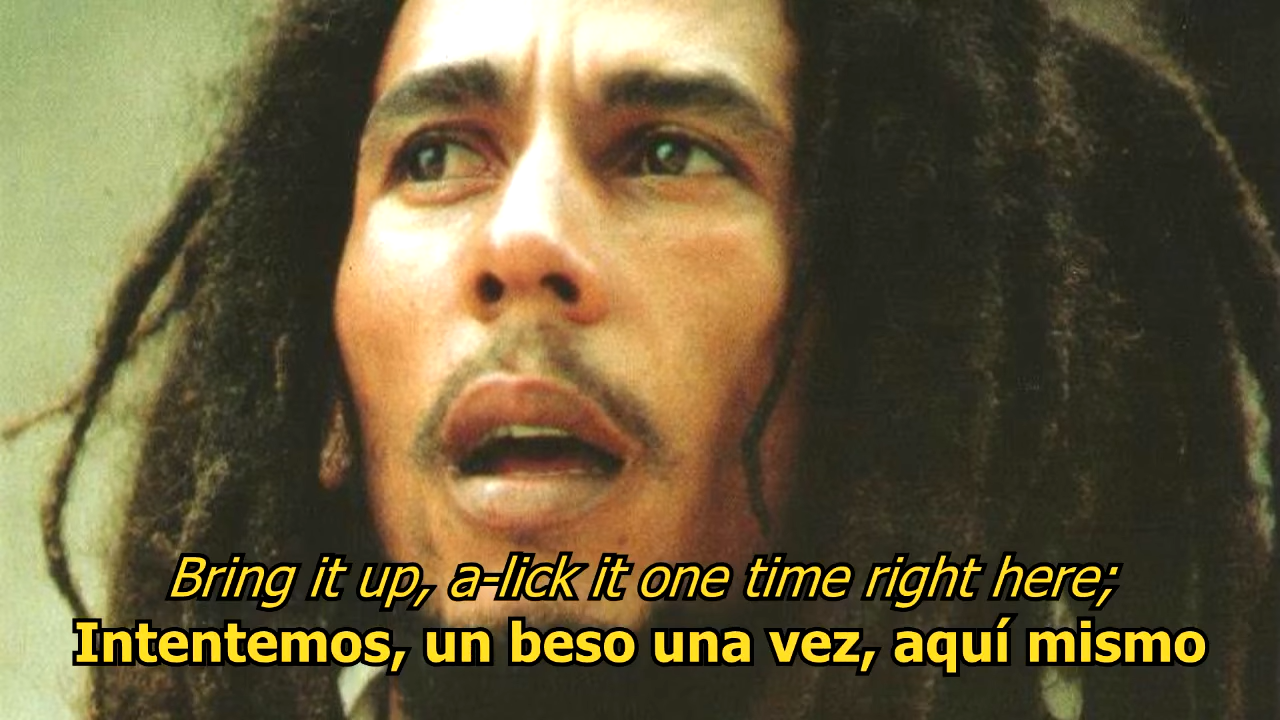 Bring it up, a-lick it one time right here;
Intentemos, un beso una vez, aquí mismo